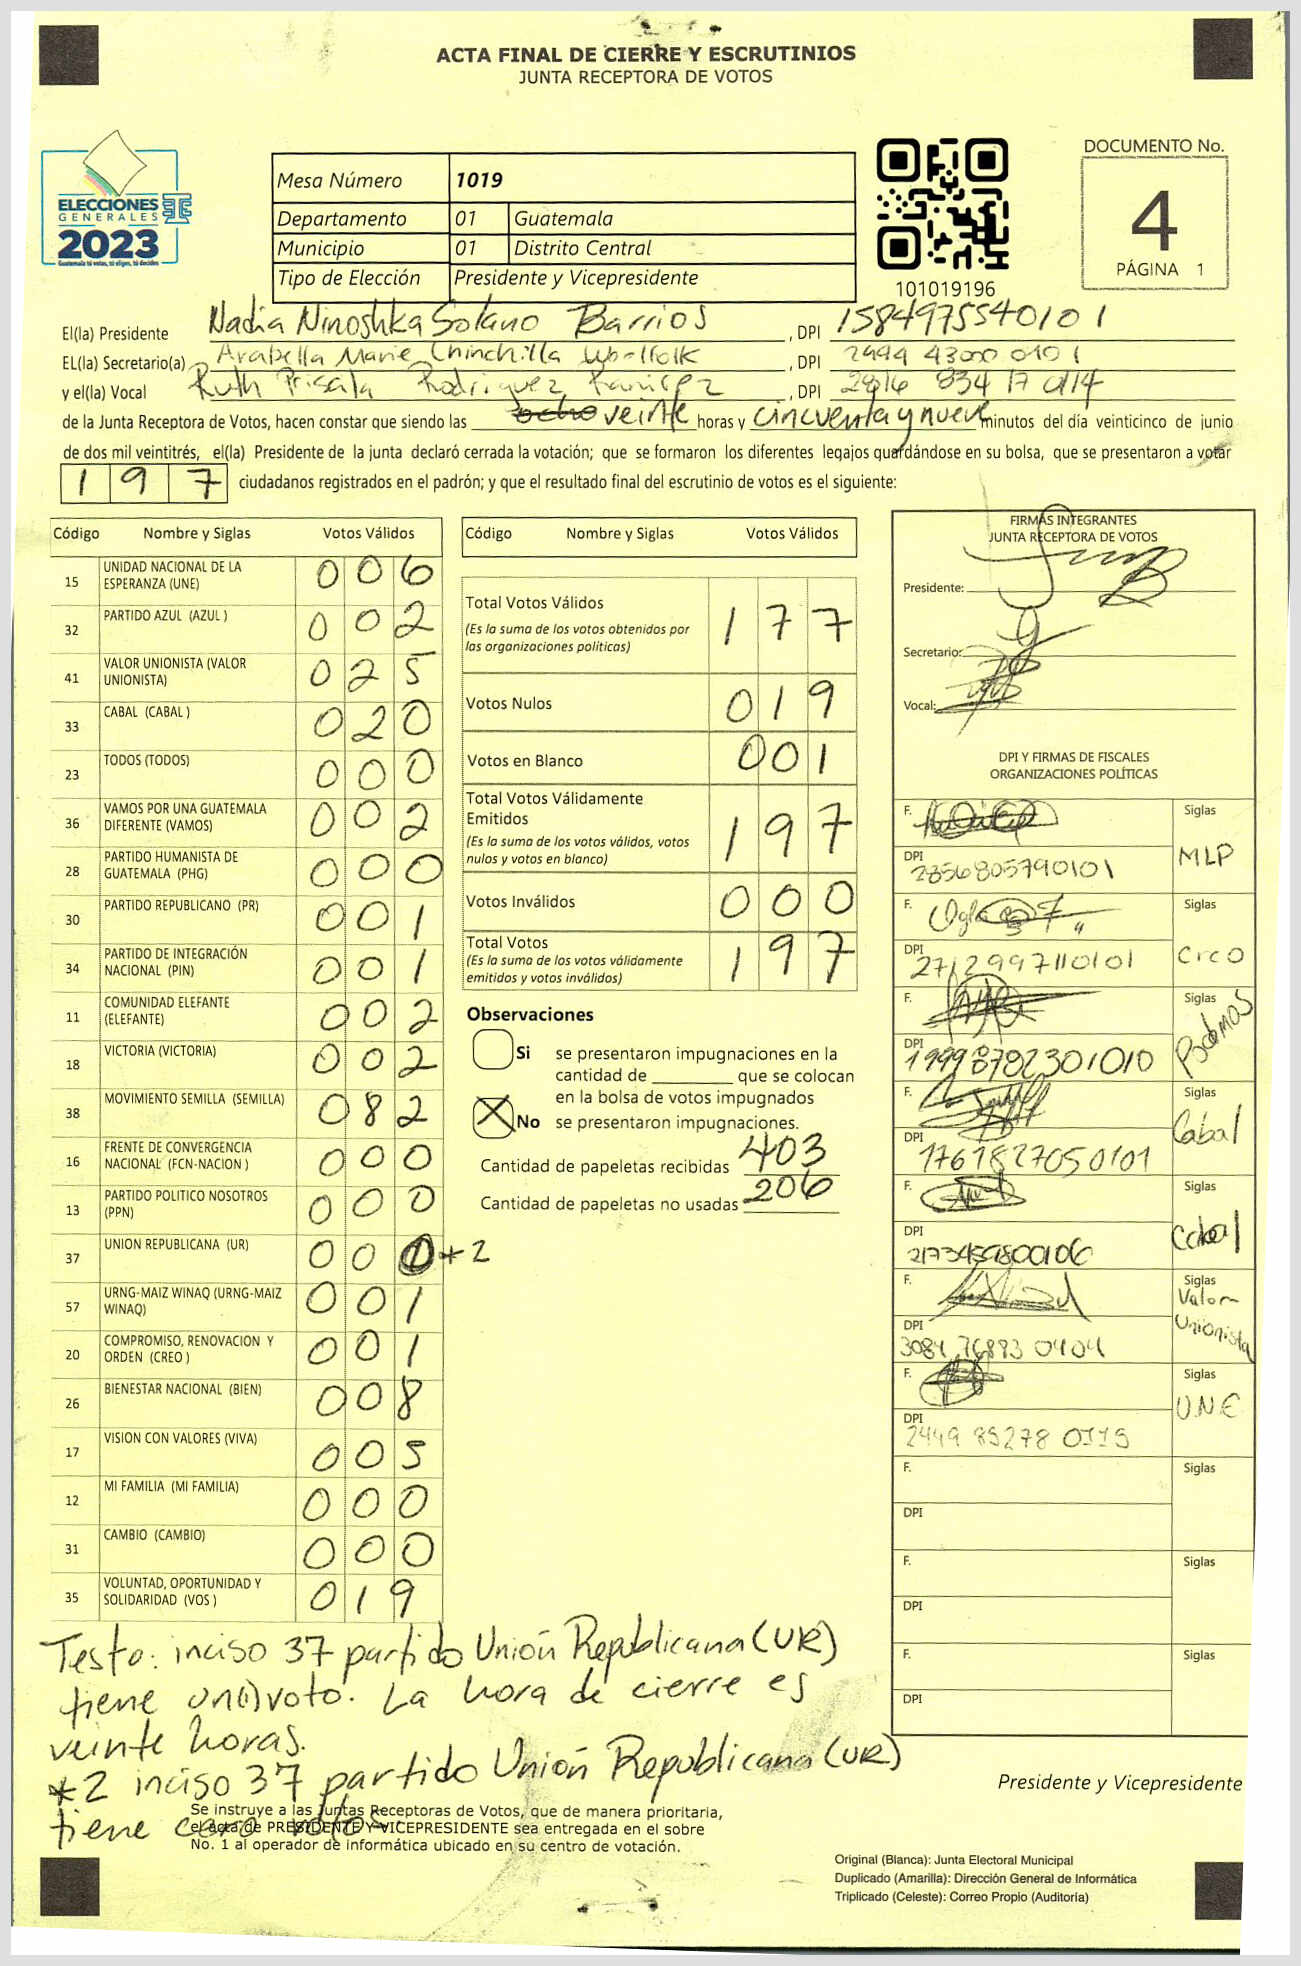 ACTA FINAL DE CIERRE Y ESCRUTINIOS
JUNTA RECEPTORA DE VOTOS
ELECCIONES
GENERALES
2023
Guatemala tú votas, tú eliges, tú decides
Mesa Número 1019
Departamento 01 Guatemala
Municipio 01 Distrito Central
Tipo de Elección Presidente y Vicepresidente
101019196
DOCUMENTO No.
4
PÁGINA 1
El(la) Presidente Nadia Ninoshka Solano Barrios, DPI 1584975540101
EL(la) Secretario(a) Arabella Marie Chinchilla, DPI 2999 43000 0101
y el(la) Vocal Ruth Priscila Rodriguez Ramirez, DPI
de la Junta Receptora de Votos, hacen constar que siendo las ocho veinte horas y cincuenta y nueve minutos del día veinticinco de junio
de dos mil veintitrés, el(la) Presidente de la junta declaró cerrada la votación; que se formaron los diferentes legajos guardándose en su bolsa, que se presentaron a votar
1 9 7 ciudadanos registrados en el padrón; y que el resultado final del escrutinio de votos es el siguiente:
Código Nombre y Siglas Votos Válidos
15 UNIDAD NACIONAL DE LA ESPERANZA (UNE) 0 0 6
32 PARTIDO AZUL (AZUL ) 0 0 2
41 VALOR UNIONISTA (VALOR UNIONISTA) 0 2 5
33 CABAL (CABAL ) 0 2 0
23 TODOS (TODOS) 0 0 0
36 VAMOS POR UNA GUATEMALA DIFERENTE (VAMOS) 0 0 2
28 PARTIDO HUMANISTA DE GUATEMALA (PHG) 0 0 0
30 PARTIDO REPUBLICANO (PR) 0 0 1
34 PARTIDO DE INTEGRACIÓN NACIONAL (PIN) 0 0 1
11 COMUNIDAD ELEFANTE (ELEFANTE) 0 0 2
18 VICTORIA (VICTORIA) 0 0 2
38 MOVIMIENTO SEMILLA (SEMILLA) 0 8 2
16 FRENTE DE CONVERGENCIA NACIONAL (FCN-NACION ) 0 0 0
13 PARTIDO POLITICO NOSOTROS (PPN) 0 0 0
37 UNION REPUBLICANA (UR) 0 0 0 *2
57 URNG-MAIZ WINAQ (URNG-MAIZ WINAQ) 0 0 1
20 COMPROMISO, RENOVACION Y ORDEN (CREO ) 0 0 1
26 BIENESTAR NACIONAL (BIEN) 0 0 8
17 VISION CON VALORES (VIVA) 0 0 5
12 MI FAMILIA (MI FAMILIA) 0 0 0
31 CAMBIO (CAMBIO) 0 0 0
35 VOLUNTAD, OPORTUNIDAD Y SOLIDARIDAD (VOS ) 0 1 9
Código Nombre y Siglas Votos Válidos
Total Votos Válidos 1 7 7
(Es la suma de los votos obtenidos por
las organizaciones políticas)
Votos Nulos 0 1 9
Votos en Blanco 0 0 1
Total Votos Válidamente
Emitidos 1 9 7
(Es la suma de los votos válidos, votos
nulos y votos en blanco)
Votos Inválidos 0 0 0
Total Votos 1 9 7
(Es la suma de los votos válidamente
emitidos y votos inválidos)
Observaciones
Si se presentaron impugnaciones en la
cantidad de ________ que se colocan
en la bolsa de votos impugnados
X No se presentaron impugnaciones.
Cantidad de papeletas recibidas 403
Cantidad de papeletas no usadas 206
FIRMAS INTEGRANTES
JUNTA RECEPTORA DE VOTOS
Presidente:
Secretario:
Vocal:
DPI Y FIRMAS DE FISCALES
ORGANIZACIONES POLÍTICAS
F. Siglas MLP
DPI 2356805790101
F. Siglas Creo
DPI 2712997110101
F. Siglas Podemos
DPI
F. Siglas Cabal
DPI 1761827050101
F. Siglas Cabal
DPI
F. Siglas Valor Unionista
DPI 3084 76893 0404
F. Siglas U.N.E
DPI 2449 85278 0115
F. Siglas
DPI
F. Siglas
DPI
F. Siglas
DPI
Testo: inciso 37 partido Unión Republicana (UR)
tiene un(1) voto. La hora de cierre es
veinte horas.
*2 inciso 37 partido Unión Republicana (UR)
tiene cero votos.
Se instruye a las Juntas Receptoras de Votos, que de manera prioritaria,
el acta de PRESIDENTE Y VICEPRESIDENTE sea entregada en el sobre
No. 1 al operador de informática ubicado en su centro de votación.
Presidente y Vicepresidente
Original (Blanca): Junta Electoral Municipal
Duplicado (Amarilla): Dirección General de Informática
Triplicado (Celeste): Correo Propio (Auditoría)